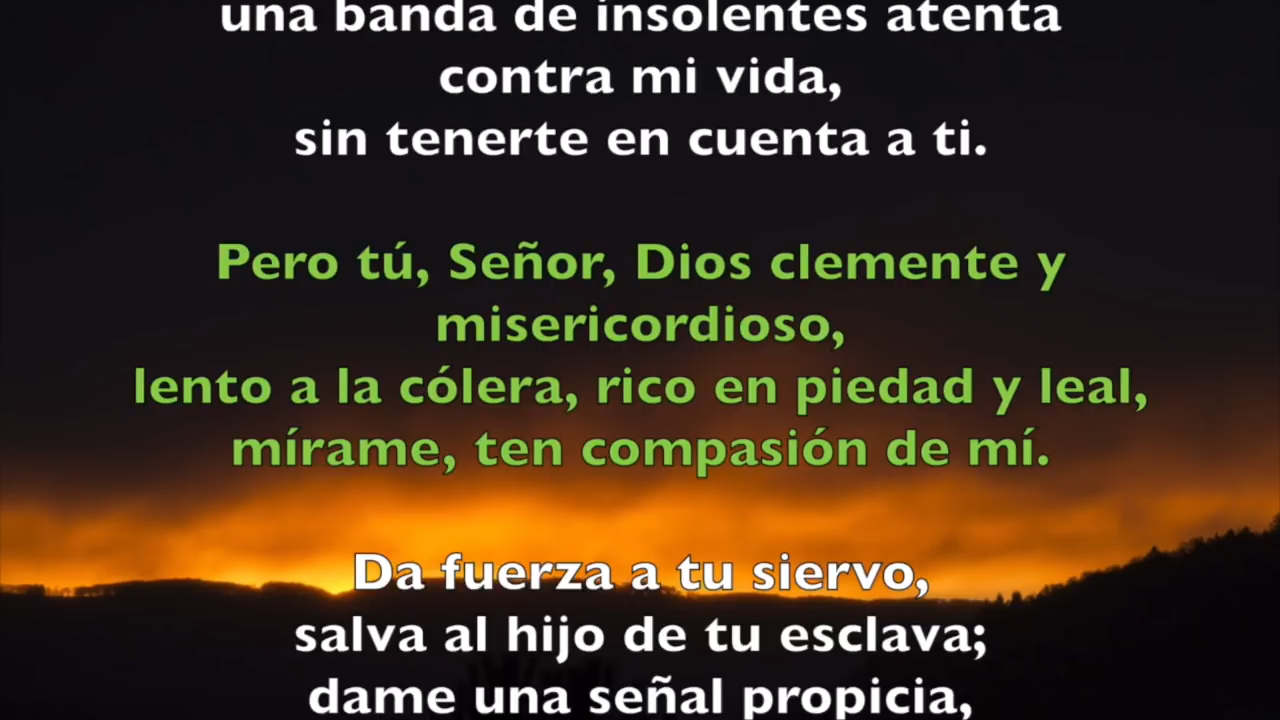 una banda de insolentes atenta
contra mi vida,
sin tenerte en cuenta a ti.
Pero tú, Señor, Dios clemente y
misericordioso,
lento a la cólera, rico en piedad y leal,
mírame, ten compasión de mí.
Da fuerza a tu siervo,
salva al hijo de tu esclava;
dame una señal propicia,